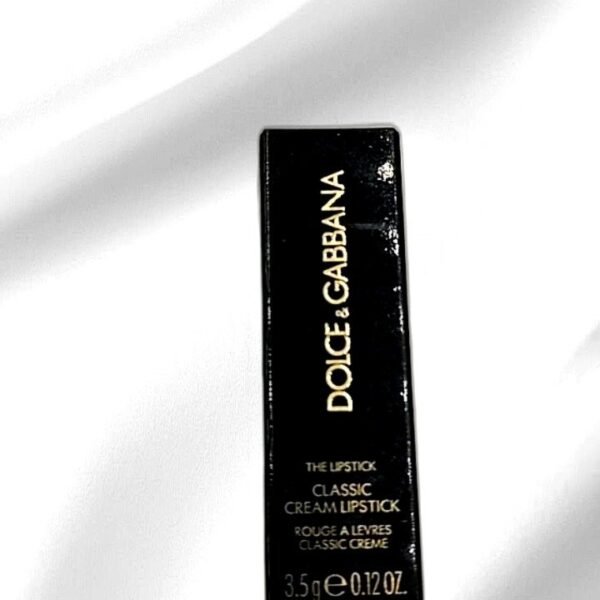 DOLCE & GABBANA
THE LIPSTICK
CLASSIC
CREAM LIPSTICK
ROUGE A LEVRES
CLASSIC CREME
3.5g e 0.12 OZ.